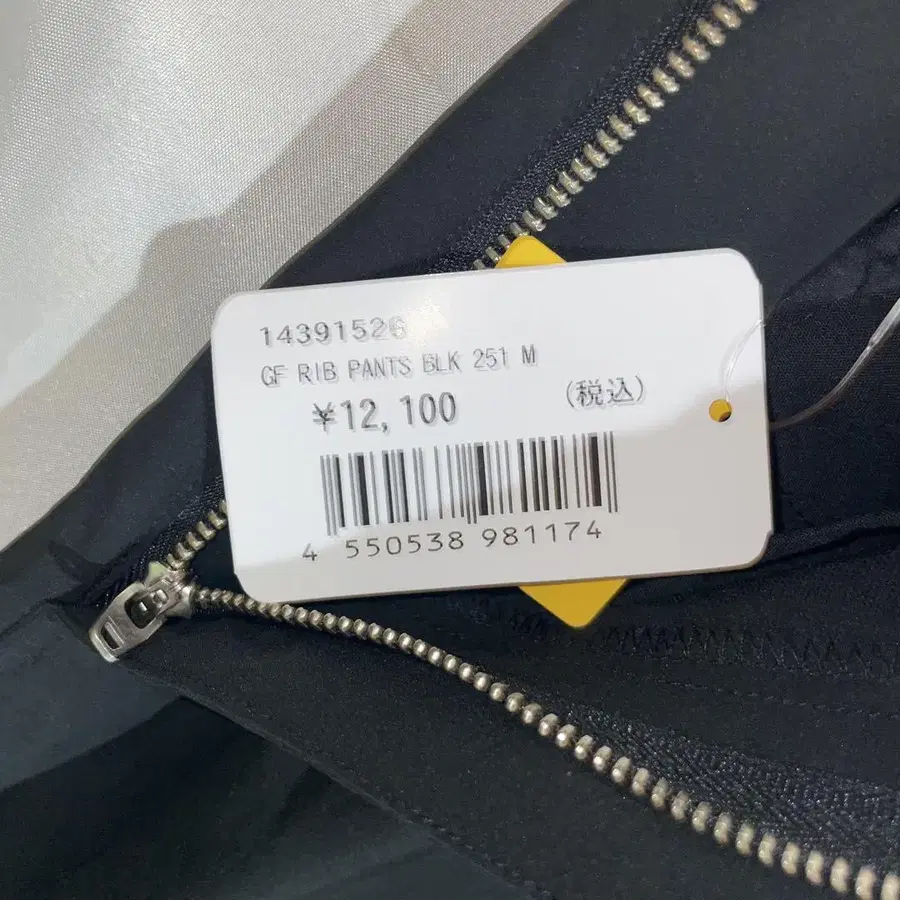 14391526
GF RIB PANTS BLK 251 M
¥12,100 (税込)
4 550538 981174